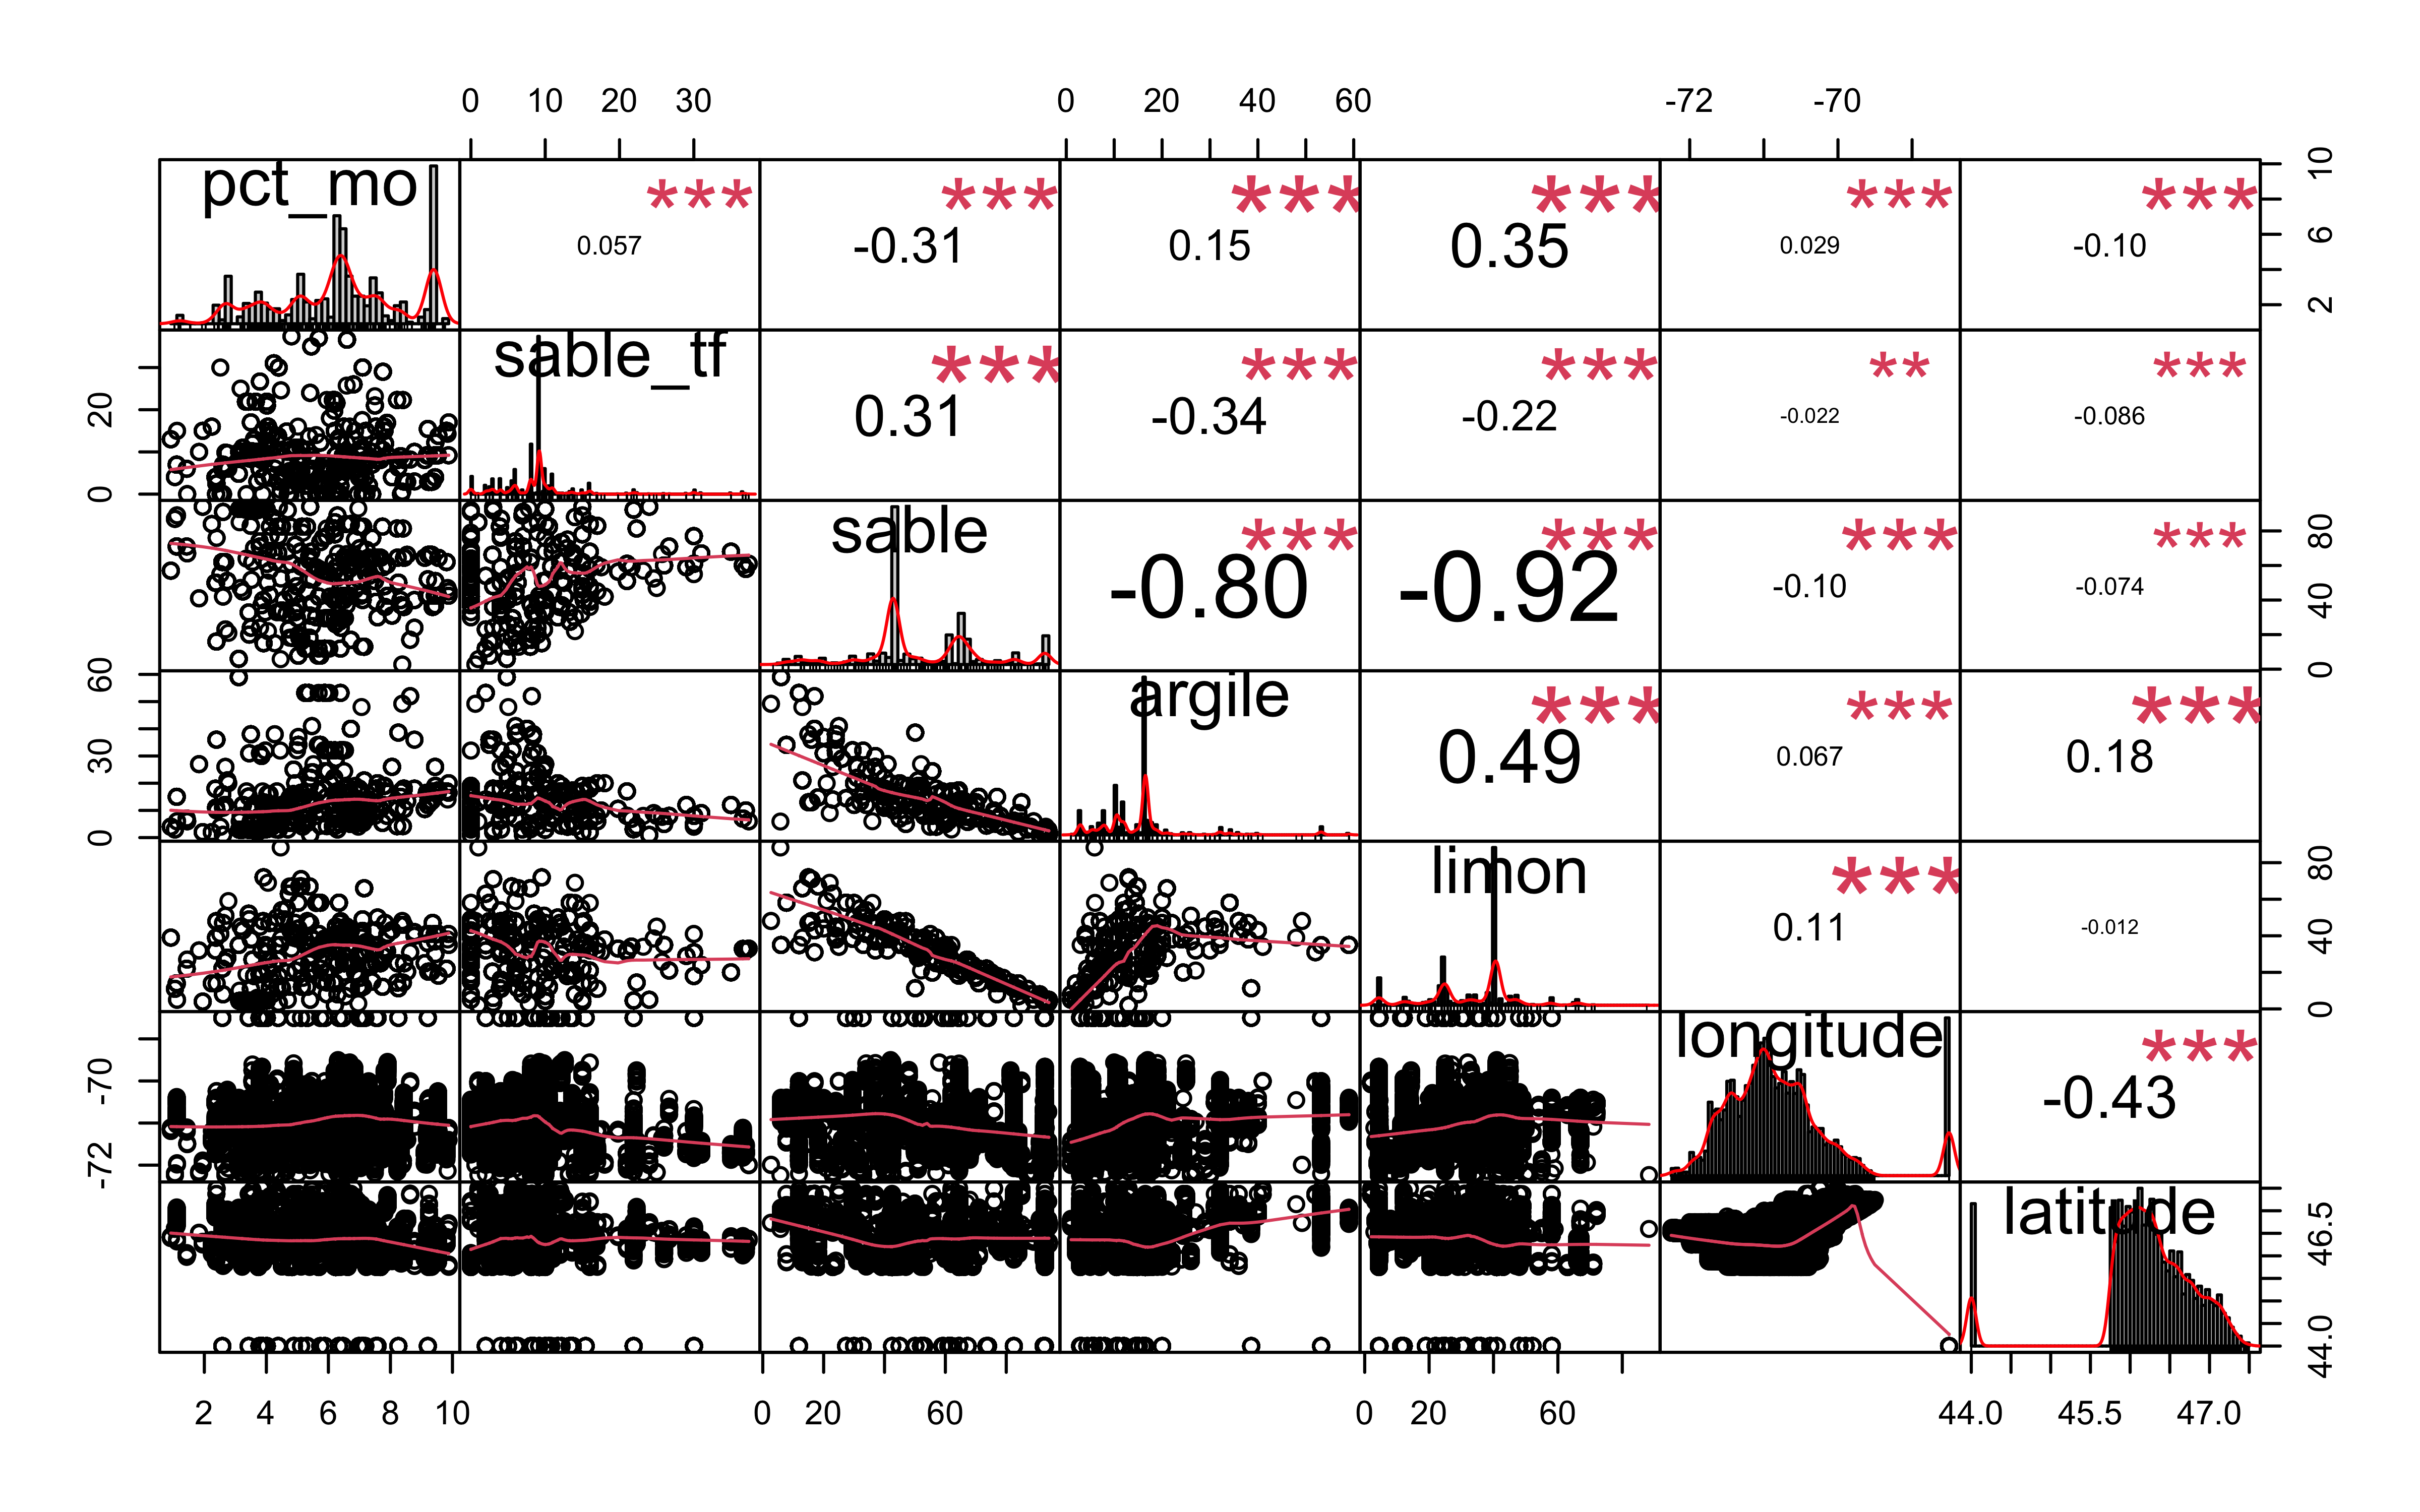 0 10 20 30 0 20 40 60 -72 -70
pct_mo *** 0.057 *** -0.31 *** 0.15 *** 0.35 *** 0.029 *** -0.10 2 6 10
0 20 sable_tf *** 0.31 *** -0.34 *** -0.22 ** -0.022 *** -0.086
sable *** -0.80 *** -0.92 *** -0.10 *** -0.074 0 40 80
0 30 60 argile *** 0.49 *** 0.067 *** 0.18
limon *** 0.11 -0.012 0 40 80
-72 -70 longitude *** -0.43
latitude 44.0 46.5
2 4 6 8 10 0 20 60 0 20 60 44.0 45.5 47.0